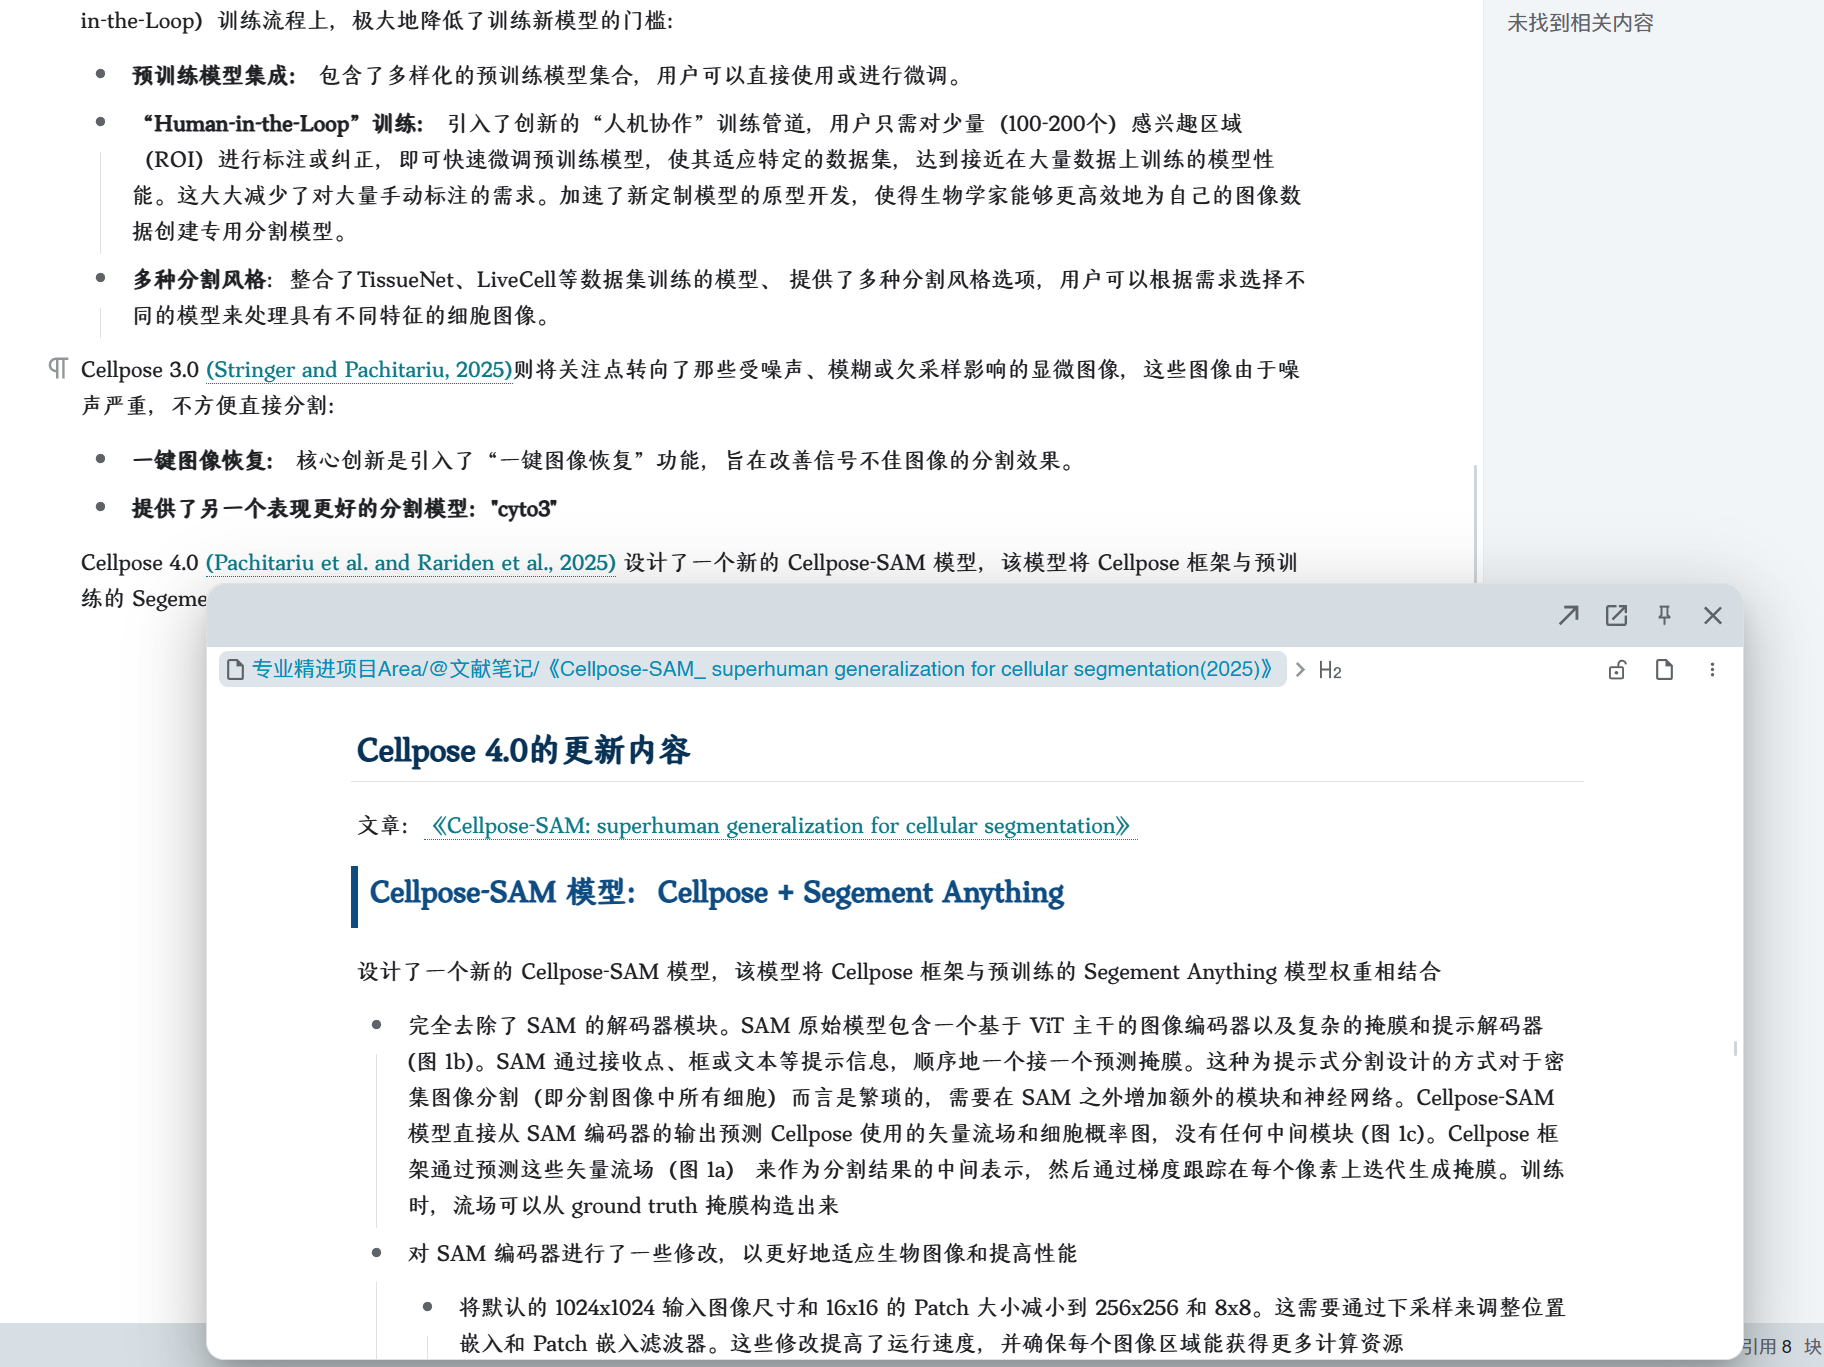 in-the-Loop）训练流程上，极大地降低了训练新模型的门槛：
预训练模型集成： 包含了多样化的预训练模型集合，用户可以直接使用或进行微调。
“Human-in-the-Loop”训练： 引入了创新的“人机协作”训练管道，用户只需对少量（100-200个）感兴趣区域
（ROI）进行标注或纠正，即可快速微调预训练模型，使其适应特定的数据集，达到接近在大量数据上训练的模型性
能。这大大减少了对大量手动标注的需求。加速了新定制模型的原型开发，使得生物学家能够更高效地为自己的图像数
据创建专用分割模型。
多种分割风格：整合了TissueNet、LiveCell等数据集训练的模型、 提供了多种分割风格选项，用户可以根据需求选择不
同的模型来处理具有不同特征的细胞图像。
Cellpose 3.0 (Stringer and Pachitariu, 2025)则将关注点转向了那些受噪声、模糊或欠采样影响的显微图像，这些图像由于噪
声严重，不方便直接分割：
一键图像恢复： 核心创新是引入了“一键图像恢复”功能，旨在改善信号不佳图像的分割效果。
提供了另一个表现更好的分割模型："cyto3"
Cellpose 4.0 (Pachitariu et al. and Rariden et al., 2025) 设计了一个新的 Cellpose-SAM 模型，该模型将 Cellpose 框架与预训
练的 Segeme
未找到相关内容
专业精进项目Area/@文献笔记/《Cellpose-SAM_ superhuman generalization for cellular segmentation(2025)》 > H2
Cellpose 4.0的更新内容
文章：《Cellpose-SAM: superhuman generalization for cellular segmentation》
Cellpose-SAM 模型： Cellpose + Segement Anything
设计了一个新的 Cellpose-SAM 模型，该模型将 Cellpose 框架与预训练的 Segement Anything 模型权重相结合
完全去除了 SAM 的解码器模块。SAM 原始模型包含一个基于 ViT 主干的图像编码器以及复杂的掩膜和提示解码器
(图 1b)。SAM 通过接收点、框或文本等提示信息，顺序地一个接一个预测掩膜。这种为提示式分割设计的方式对于密
集图像分割（即分割图像中所有细胞）而言是繁琐的，需要在 SAM 之外增加额外的模块和神经网络。Cellpose-SAM
模型直接从 SAM 编码器的输出预测 Cellpose 使用的矢量流场和细胞概率图，没有任何中间模块 (图 1c)。Cellpose 框
架通过预测这些矢量流场（图 1a） 来作为分割结果的中间表示，然后通过梯度跟踪在每个像素上迭代生成掩膜。训练
时，流场可以从 ground truth 掩膜构造出来
对 SAM 编码器进行了一些修改，以更好地适应生物图像和提高性能
将默认的 1024x1024 输入图像尺寸和 16x16 的 Patch 大小减小到 256x256 和 8x8。这需要通过下采样来调整位置
嵌入和 Patch 嵌入滤波器。这些修改提高了运行速度，并确保每个图像区域能获得更多计算资源
引用 8 块